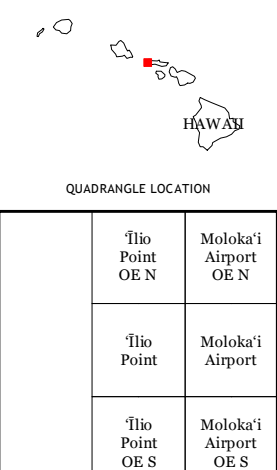 HAWAII
QUADRANGLE LOCATION
ʻĪlio
Point
OE N
Molokaʻi
Airport
OE N
ʻĪlio
Point
Molokaʻi
Airport
ʻĪlio
Point
OE S
Molokaʻi
Airport
OE S